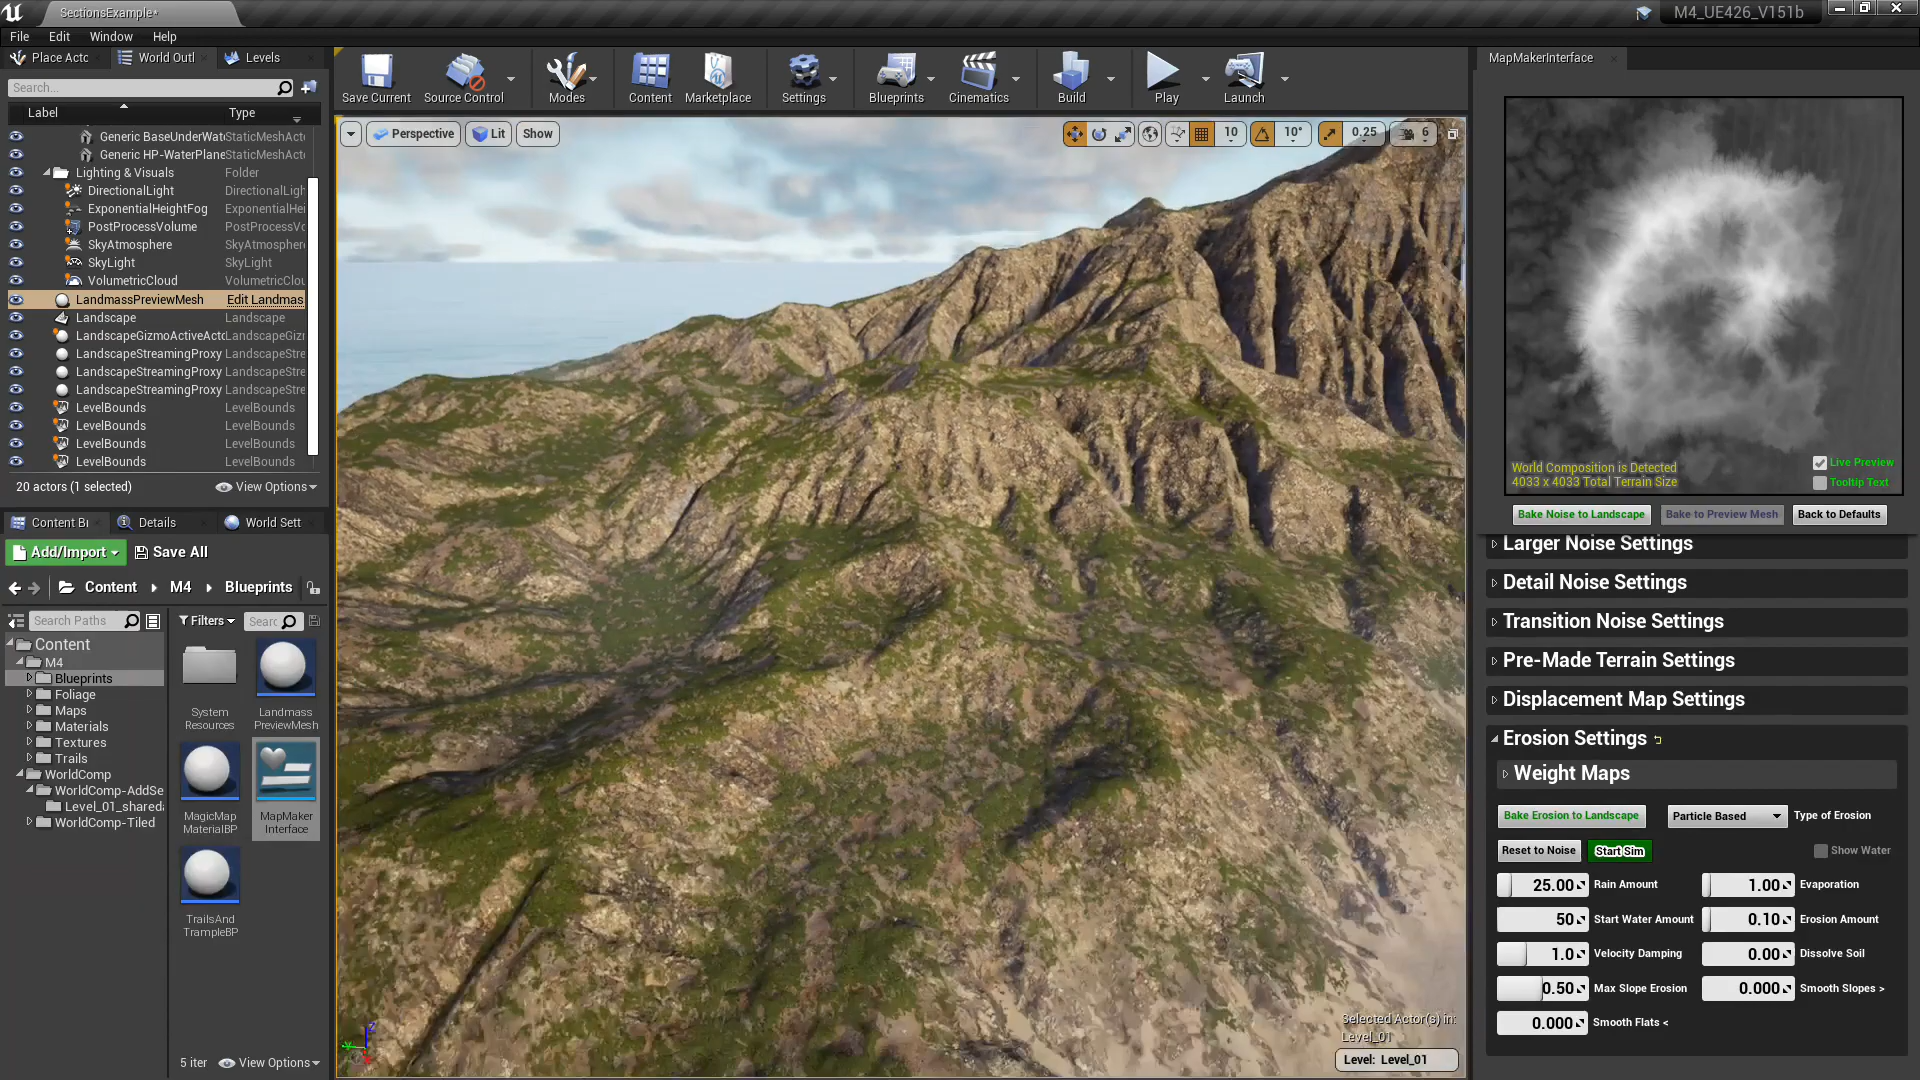 SectionsExample*
M4_UE426_V151b
File Edit Window Help
Place Actc
World Outl
Levels
Search...
Label Type
Generic BaseUnderWat StaticMeshActo
Generic HP-WaterPlane StaticMeshActo
Lighting & Visuals Folder
DirectionalLight DirectionalLigh
ExponentialHeightFog ExponentialHei
PostProcessVolume PostProcessVo
SkyAtmosphere SkyAtmospher
SkyLight SkyLight
VolumetricCloud VolumetricClou
LandmassPreviewMesh Edit Landmas
Landscape Landscape
LandscapeGizmoActiveActo LandscapeGizr
LandscapeStreamingProxy LandscapeStre
LandscapeStreamingProxy LandscapeStre
LandscapeStreamingProxy LandscapeStre
LevelBounds LevelBounds
LevelBounds LevelBounds
LevelBounds LevelBounds
LevelBounds LevelBounds
20 actors (1 selected) View Options
Content Br Details World Sett
Add/Import Save All
Content M4 Blueprints
Search Paths
Content
M4
Blueprints
Foliage
Maps
Materials
Textures
Trails
WorldComp
WorldComp-AddSe
Level_01_shared
WorldComp-Tiled
Filters Searc
System
Resources
Landmass
PreviewMesh
MagicMap
MaterialBP
MapMaker
Interface
TrailsAnd
TrampleBP
5 iter View Options
Save Current Source Control Modes Content Marketplace Settings Blueprints Cinematics Build Play Launch
Perspective Lit Show
10 10° 0.25 6
Selected Actor(s) in:
Level_01
Level: Level_01
MapMakerInterface
World Composition is Detected
4033 x 4033 Total Terrain Size
Live Preview
Tooltip Text
Bake Noise to Landscape Bake to Preview Mesh Back to Defaults
Larger Noise Settings
Detail Noise Settings
Transition Noise Settings
Pre-Made Terrain Settings
Displacement Map Settings
Erosion Settings
Weight Maps
Bake Erosion to Landscape Particle Based Type of Erosion
Reset to Noise Start Sim Show Water
25.00 Rain Amount 1.00 Evaporation
50 Start Water Amount 0.10 Erosion Amount
1.0 Velocity Damping 0.00 Dissolve Soil
0.50 Max Slope Erosion 0.000 Smooth Slopes >
0.000 Smooth Flats <